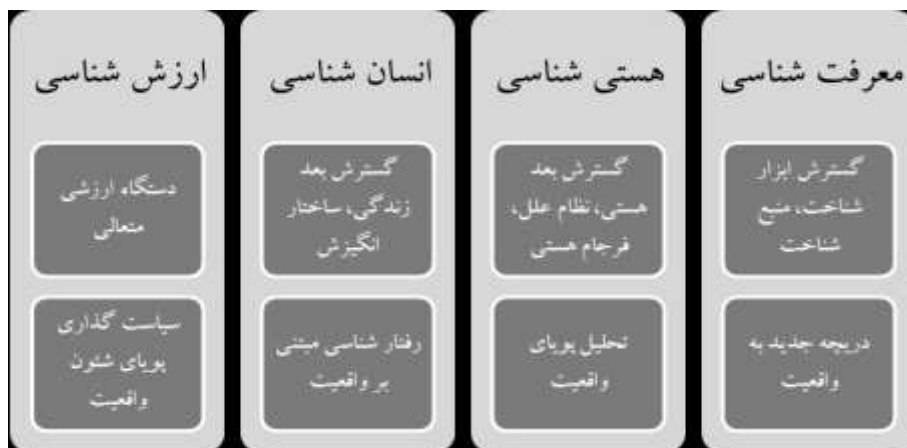 معرفت شناسی
گسترش ابزار
شناخت، منبع
شناخت
دریچه جدید به
واقعیت
هستی شناسی
گسترش بعد
هستی، نظام علل،
فرجام هستی
تحلیل پویای
واقعیت
انسان شناسی
گسترش بعد
زندگی، ساختار
انگیزش
رفتار شناسی مبتنی
بر واقعیت
ارزش شناسی
دستگاه ارزشی
متعالی
سیاست گذاری
پویای شئون
واقعیت